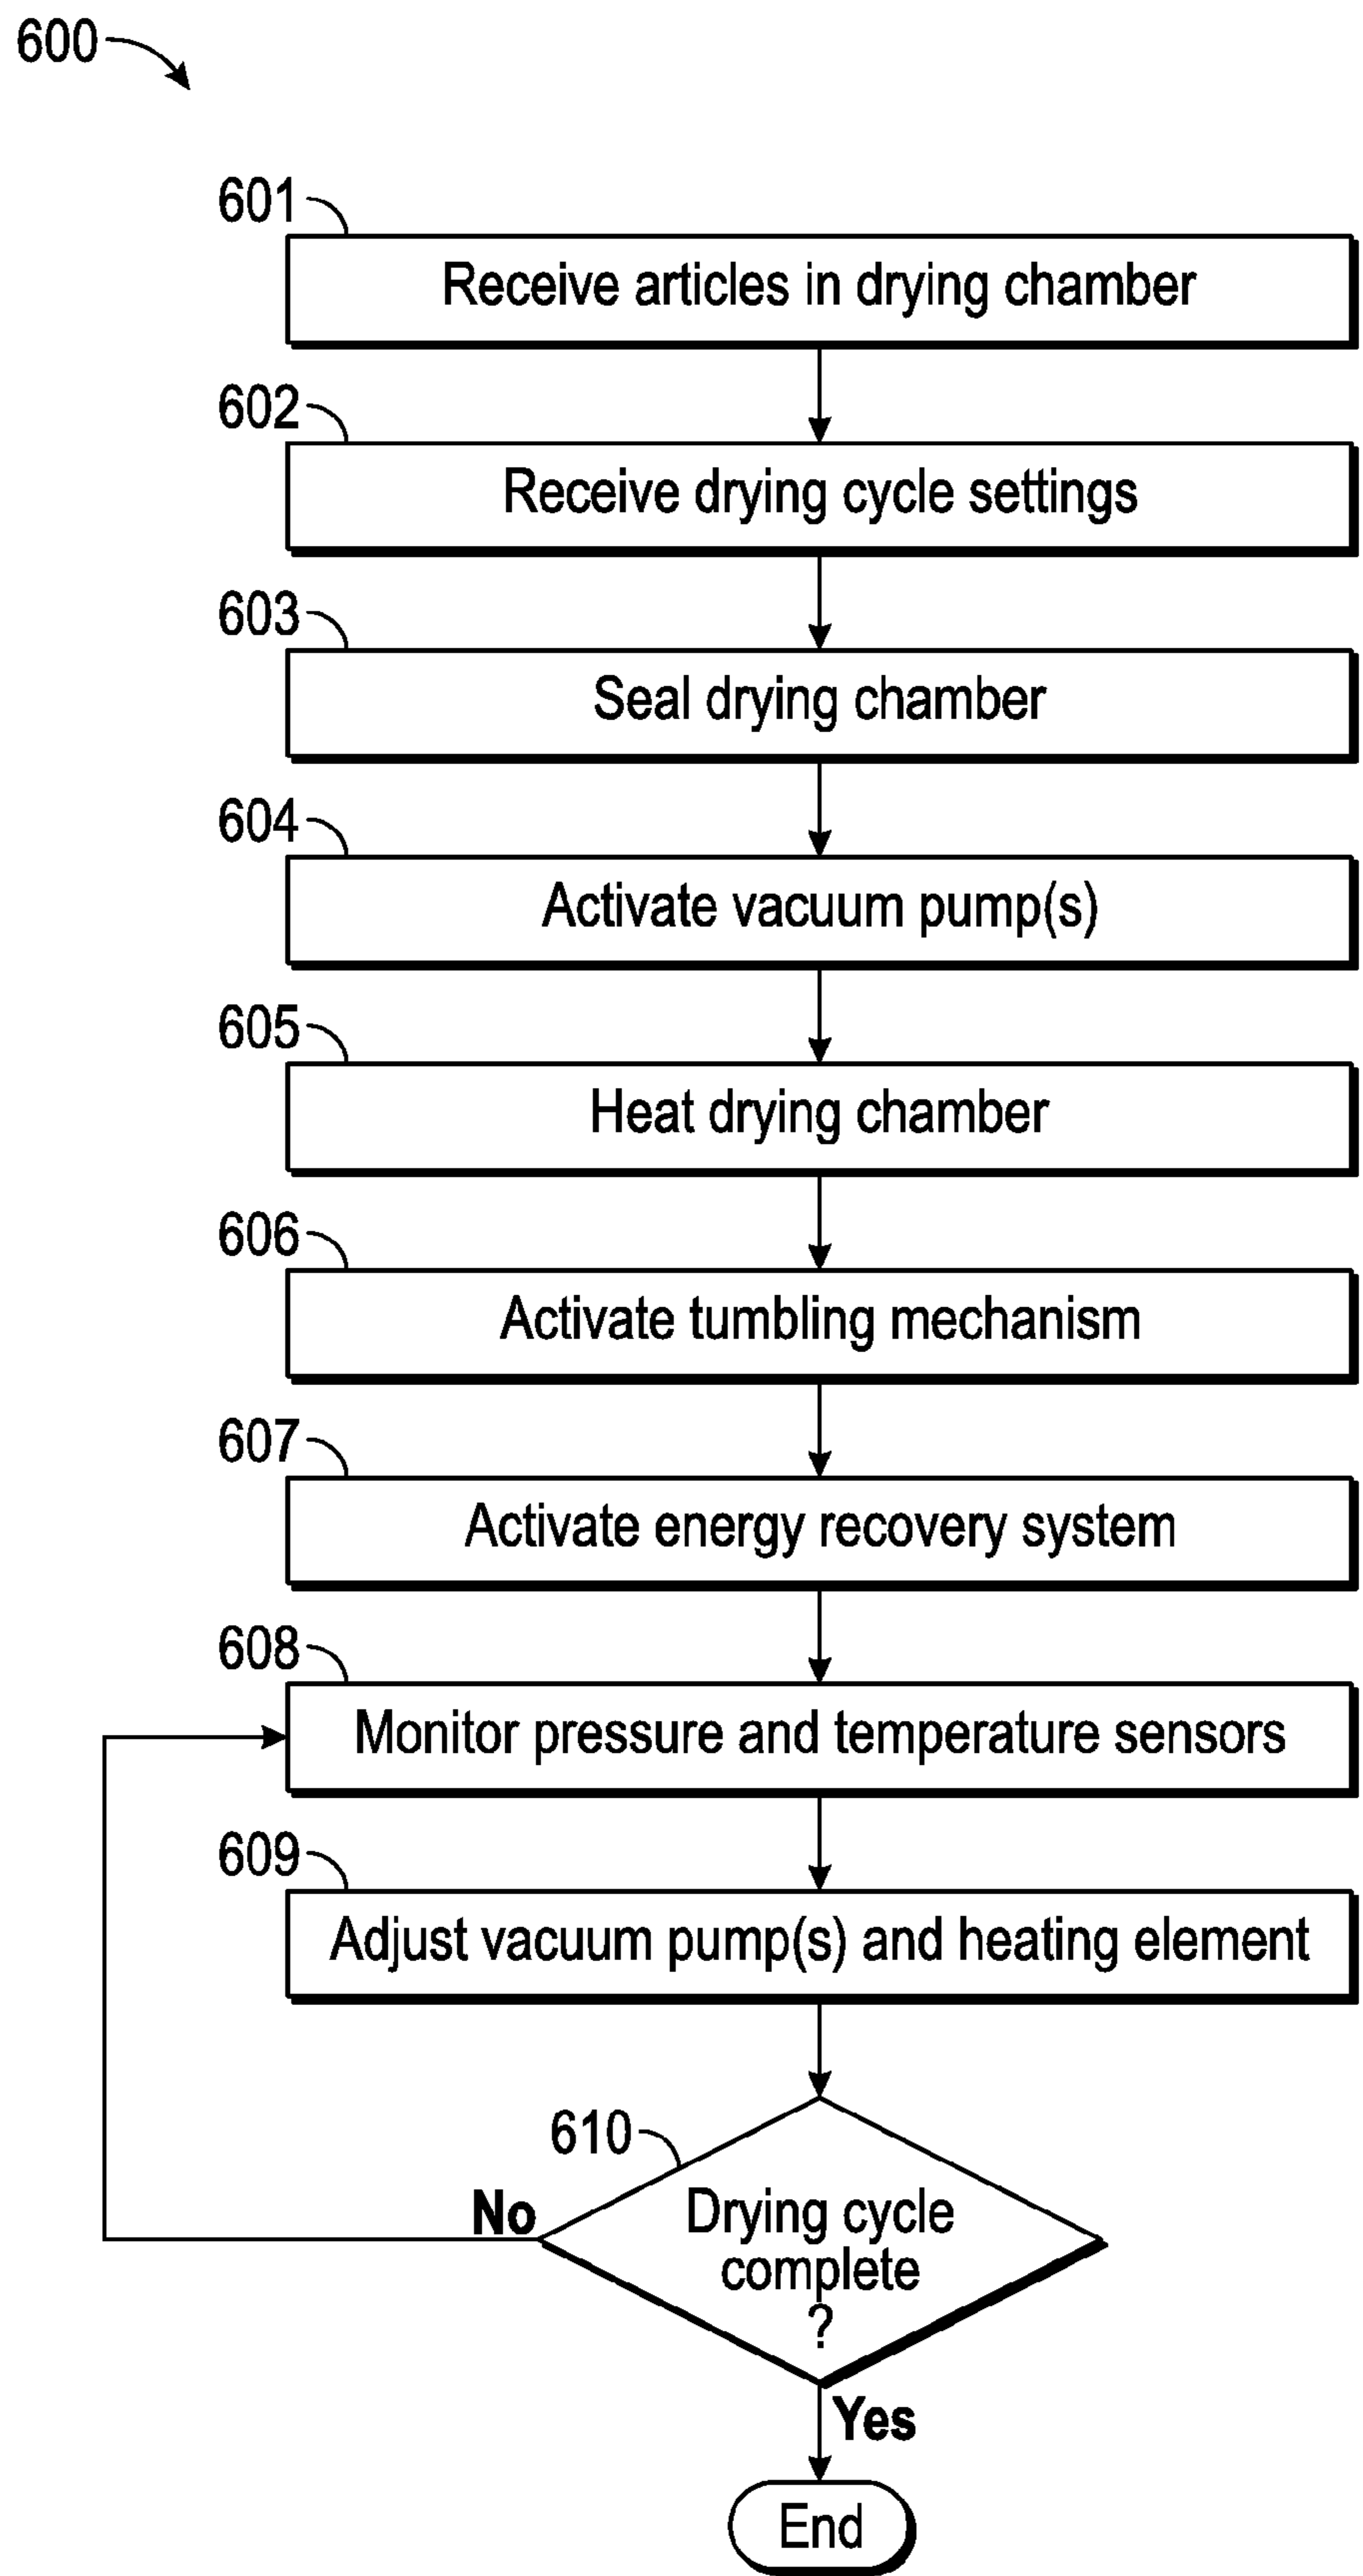 600
601
Receive articles in drying chamber
602
Receive drying cycle settings
603
Seal drying chamber
604
Activate vacuum pump(s)
605
Heat drying chamber
606
Activate tumbling mechanism
607
Activate energy recovery system
608
Monitor pressure and temperature sensors
609
Adjust vacuum pump(s) and heating element
610
No
Drying cycle
complete
?
Yes
End